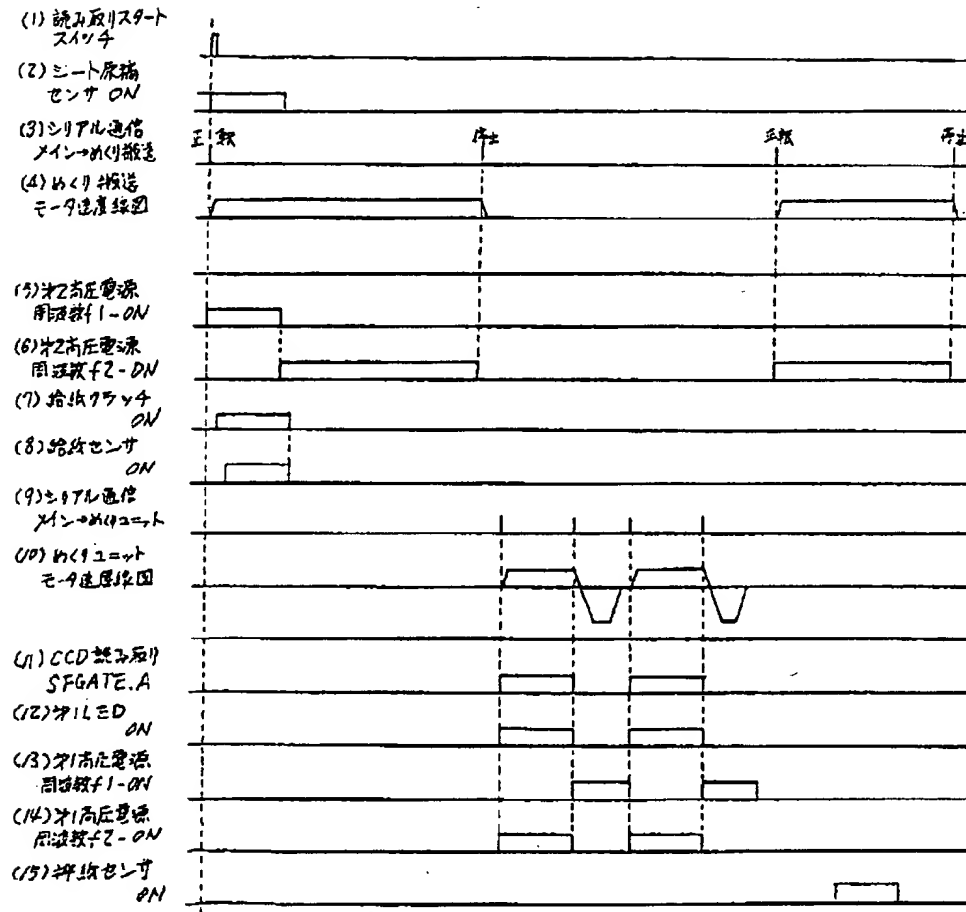 (1) 読み取りスタート
スイッチ
(2) シート原稿
センサ ON
(3) シリアル通信
メイン→めくり搬送
正転
停止
正転
停止
(4) めくり搬送
モータ速度線図
(5) 才2高圧電源
周波数f1-ON
(6) 才2高圧電源
周波数f2-ON
(7) 給紙クラッチ
ON
(8) 給紙センサ
ON
(9) シリアル通信
メイン→めくりユニット
(10) めくりユニット
モータ速度線図
(11) CCD読み取り
SFGATE.A
(12) 才1LED
ON
(13) 才1高圧電源
周波数f1-ON
(14) 才1高圧電源
周波数f2-ON
(15) 排紙センサ
ON